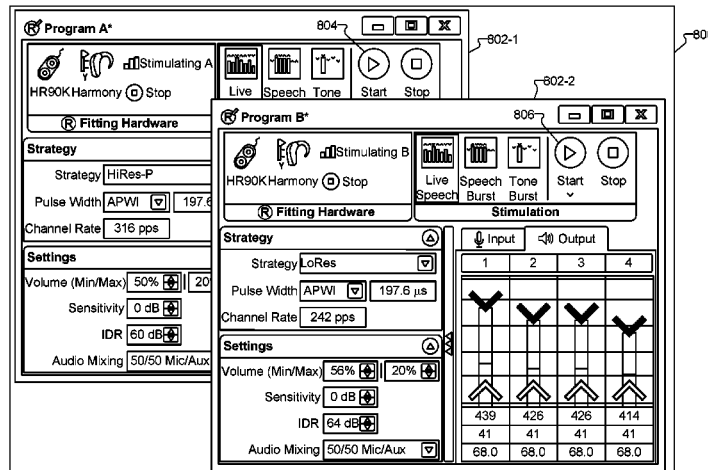 Program A*
804
802-1
80
Stimulating A
HR90K Harmony Stop
Live Speech Tone Start Stop
Fitting Hardware
Strategy
Strategy HiRes-P
Pulse Width APWI 197.6
Channel Rate 316 pps
Settings
Volume (Min/Max) 50% 20
Sensitivity 0 dB
IDR 60 dB
Audio Mixing 50/50 Mic/Aux
802-2
Program B*
806
Stimulating B
HR90K Harmony Stop
Live Speech
Speech Burst
Tone Burst
Start
Stop
Fitting Hardware
Stimulation
Strategy
Strategy LoRes
Pulse Width APWI 197.6 µs
Channel Rate 242 pps
Settings
Volume (Min/Max) 56% 20%
Sensitivity 0 dB
IDR 64 dB
Audio Mixing 50/50 Mic/Aux
Input Output
1 2 3 4
439 426 426 414
41 41 41 41
68.0 68.0 68.0 68.0